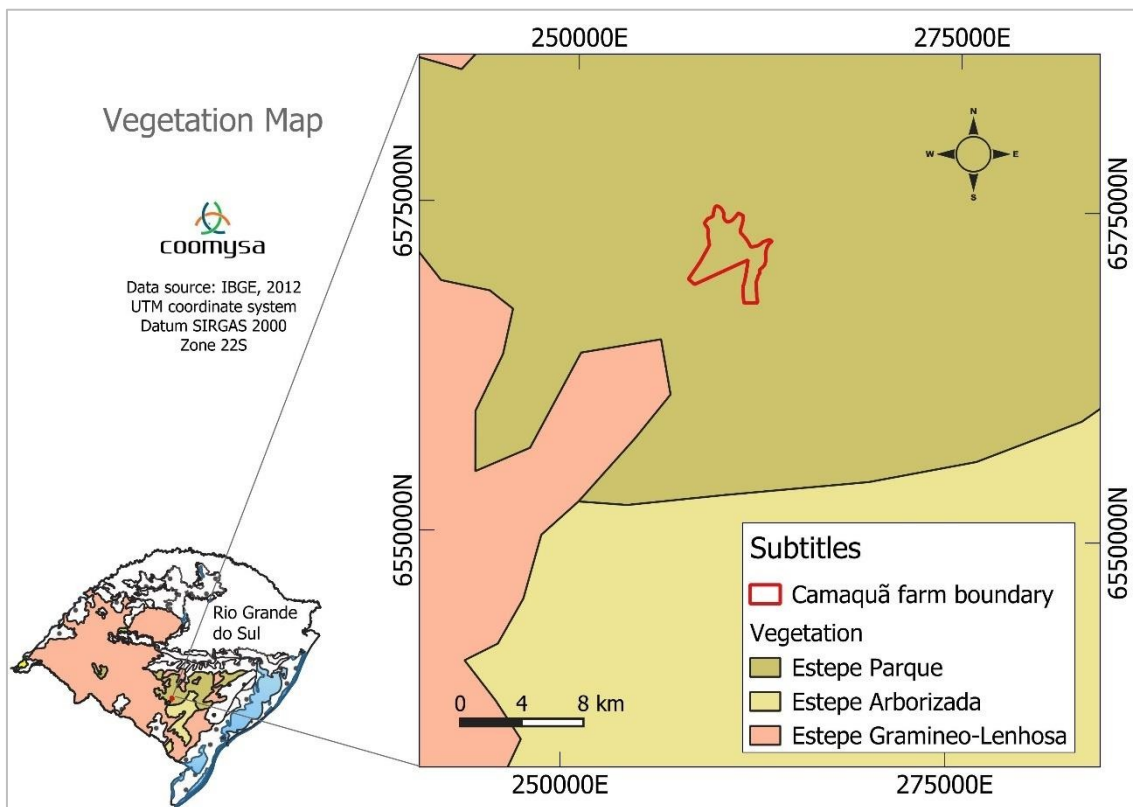 Vegetation Map
coomysa
Data source: IBGE, 2012
UTM coordinate system
Datum SIRGAS 2000
Zone 22S
Rio Grande
do Sul
250000E
275000E
6575000N
6575000N
N
W
E
S
6550000N
6550000N
0 4 8 km
Subtitles
Camaquã farm boundary
Vegetation
Estepe Parque
Estepe Arborizada
Estepe Gramineo-Lenhosa
250000E
275000E